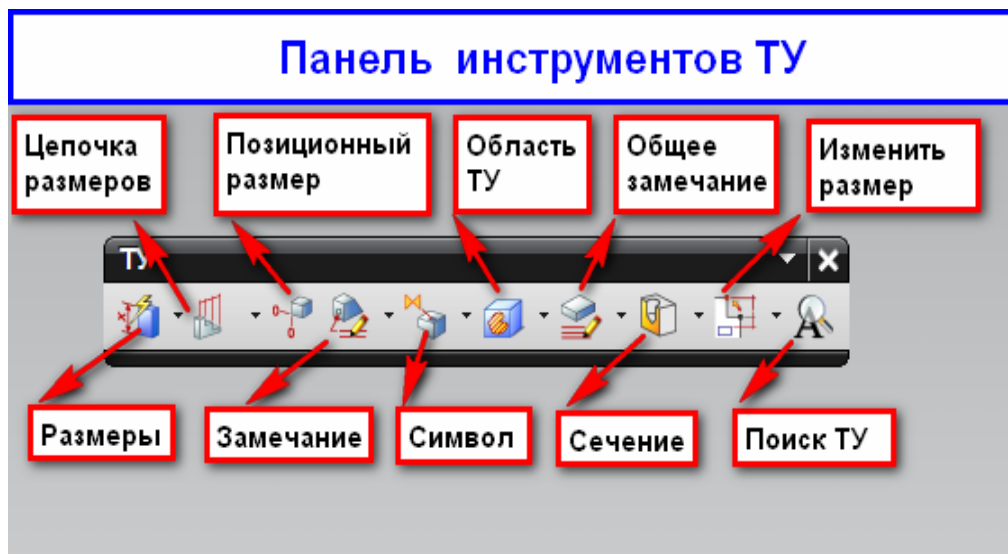 Панель инструментов ТУ
Цепочка
размеров
Позиционный
размер
Область
ТУ
Общее
замечание
Изменить
размер
ТУ
Размеры
Замечание
Символ
Сечение
Поиск ТУ